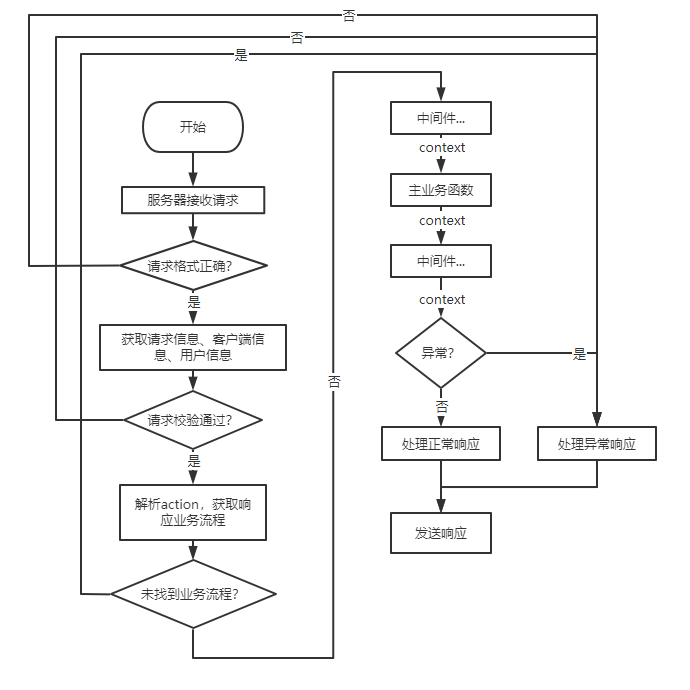 否
否
是
开始
服务器接收请求
请求格式正确?
是
获取请求信息、客户端信
息、用户信息
请求校验通过?
是
解析action，获取响
应业务流程
未找到业务流程?
否
中间件...
context
主业务函数
context
中间件...
context
异常?
是
否
处理正常响应
处理异常响应
发送响应